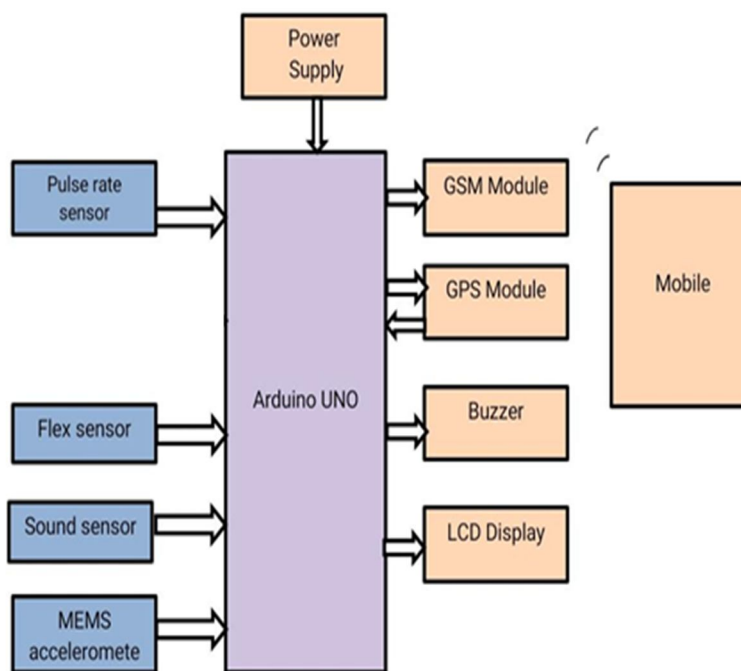 Power
Supply
Pulse rate
sensor
GSM Module
GPS Module
Mobile
Arduino UNO
Buzzer
Flex sensor
Sound sensor
LCD Display
MEMS
acceleromete